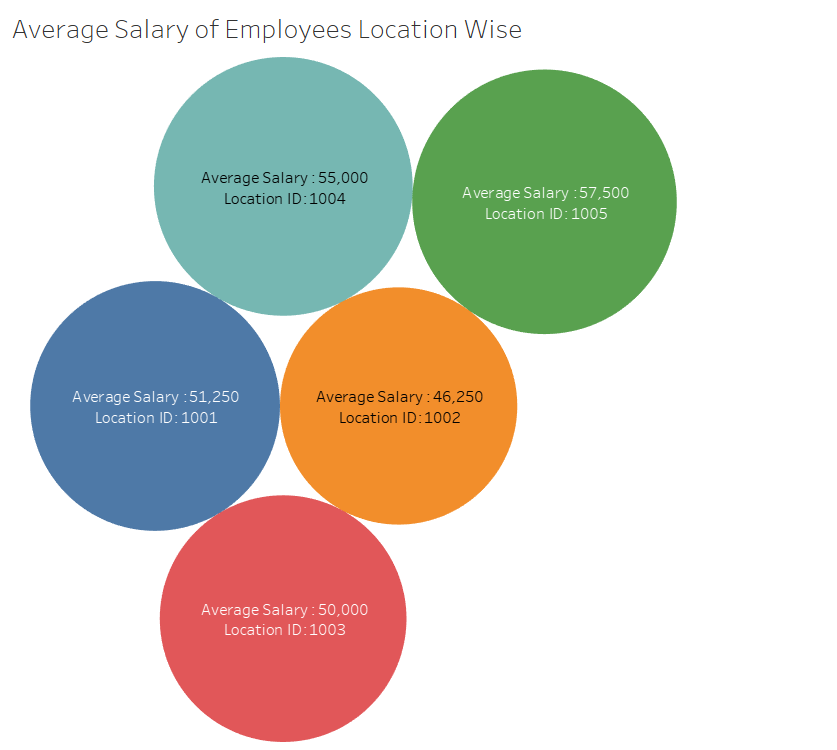 Average Salary of Employees Location Wise
Average Salary : 55,000
Location ID: 1004
Average Salary : 57,500
Location ID: 1005
Average Salary : 51,250
Location ID: 1001
Average Salary : 46,250
Location ID: 1002
Average Salary : 50,000
Location ID: 1003